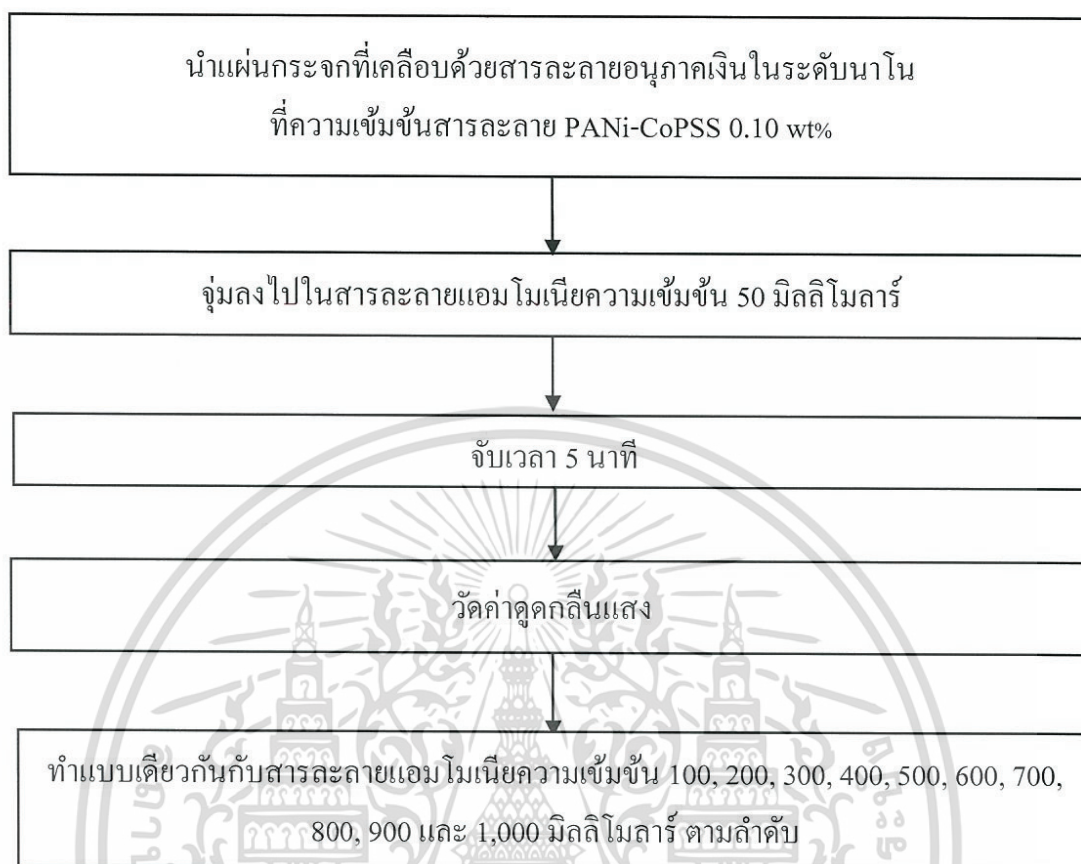 นำแผ่นกระจกที่เคลือบด้วยสารละลายอนุภาคเงินในระดับนาโน
ที่ความเข้มข้นสารละลาย PANi-CoPSS 0.10 wt%
จุ่มลงไปในสารละลายแอมโมเนียความเข้มข้น 50 มิลลิโมลาร์
จับเวลา 5 นาที
วัดค่าดูดกลืนแสง
ทำแบบเดียวกันกับสารละลายแอมโมเนียความเข้มข้น 100, 200, 300, 400, 500, 600, 700,
800, 900 และ 1,000 มิลลิโมลาร์ ตามลำดับ